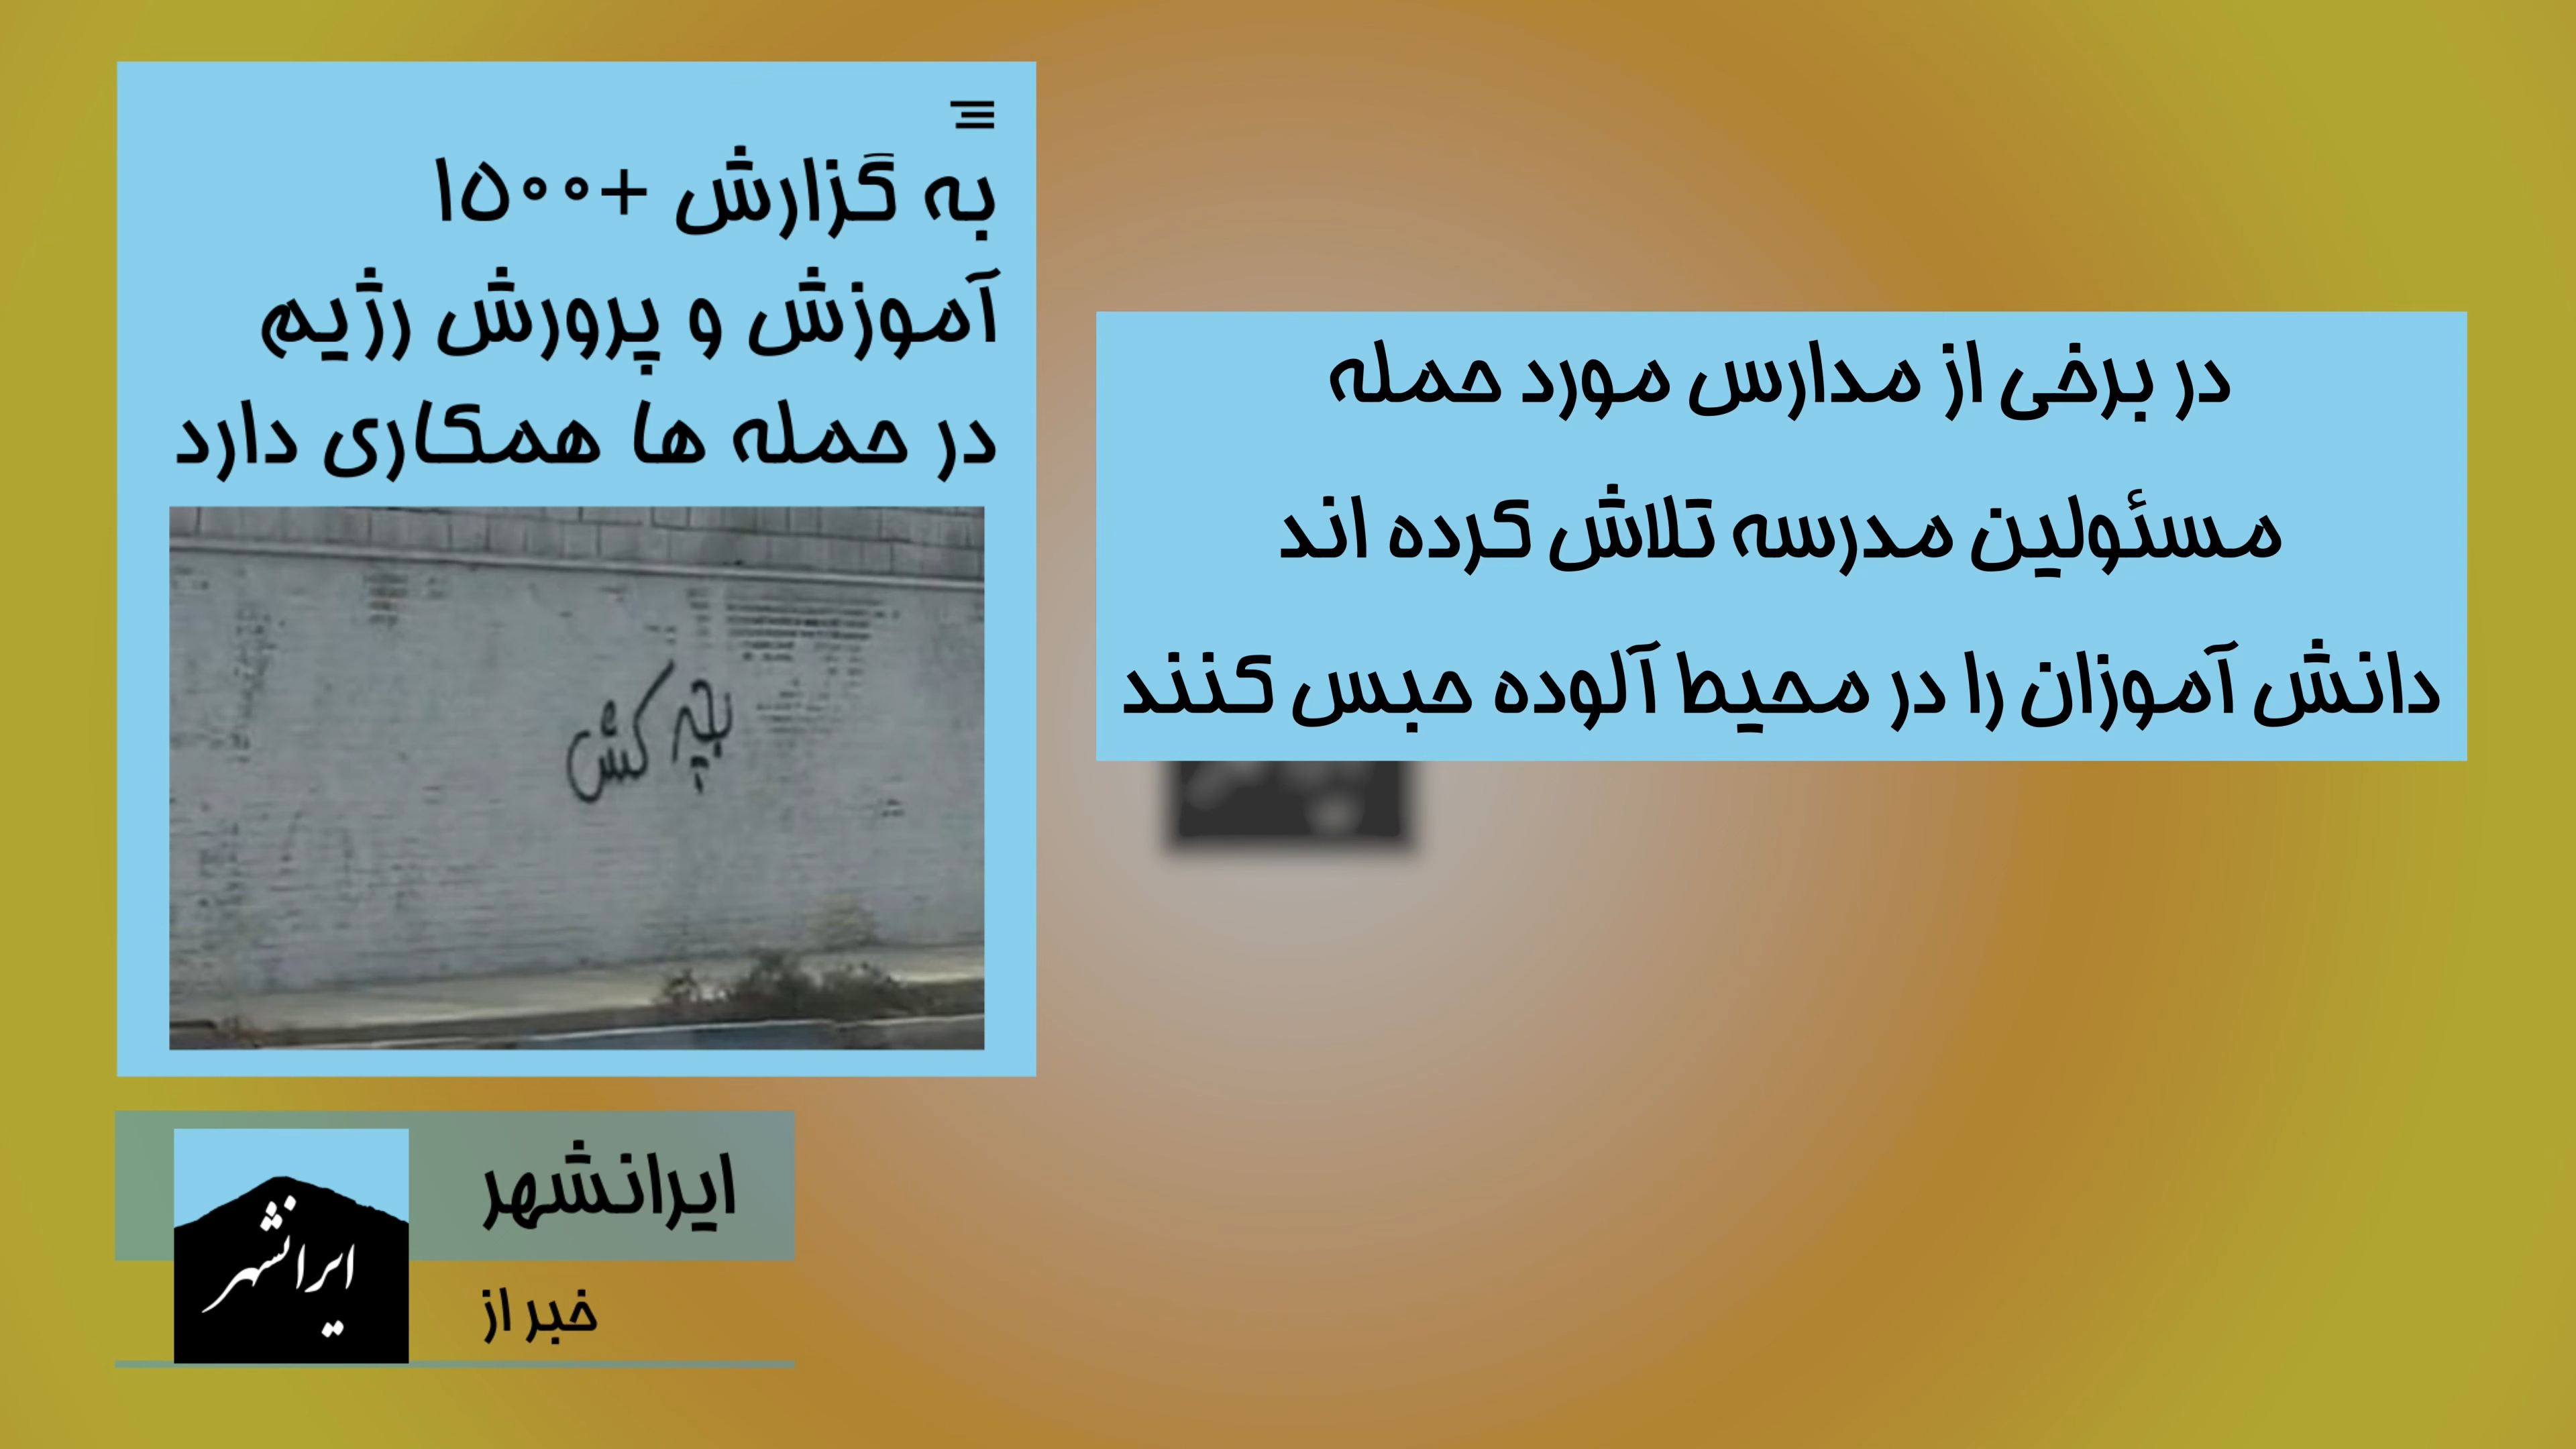 به گزارش +۱۵۰۰
آموزش و پرورش رژیم
در حمله ها همکاری دارد
بچه کش
در برخی از مدارس مورد حمله
مسئولین مدرسه تلاش کرده اند
دانش آموزان را در محیط آلوده حبس کنند
ایرانشهر
ایرانشهر
خبر از